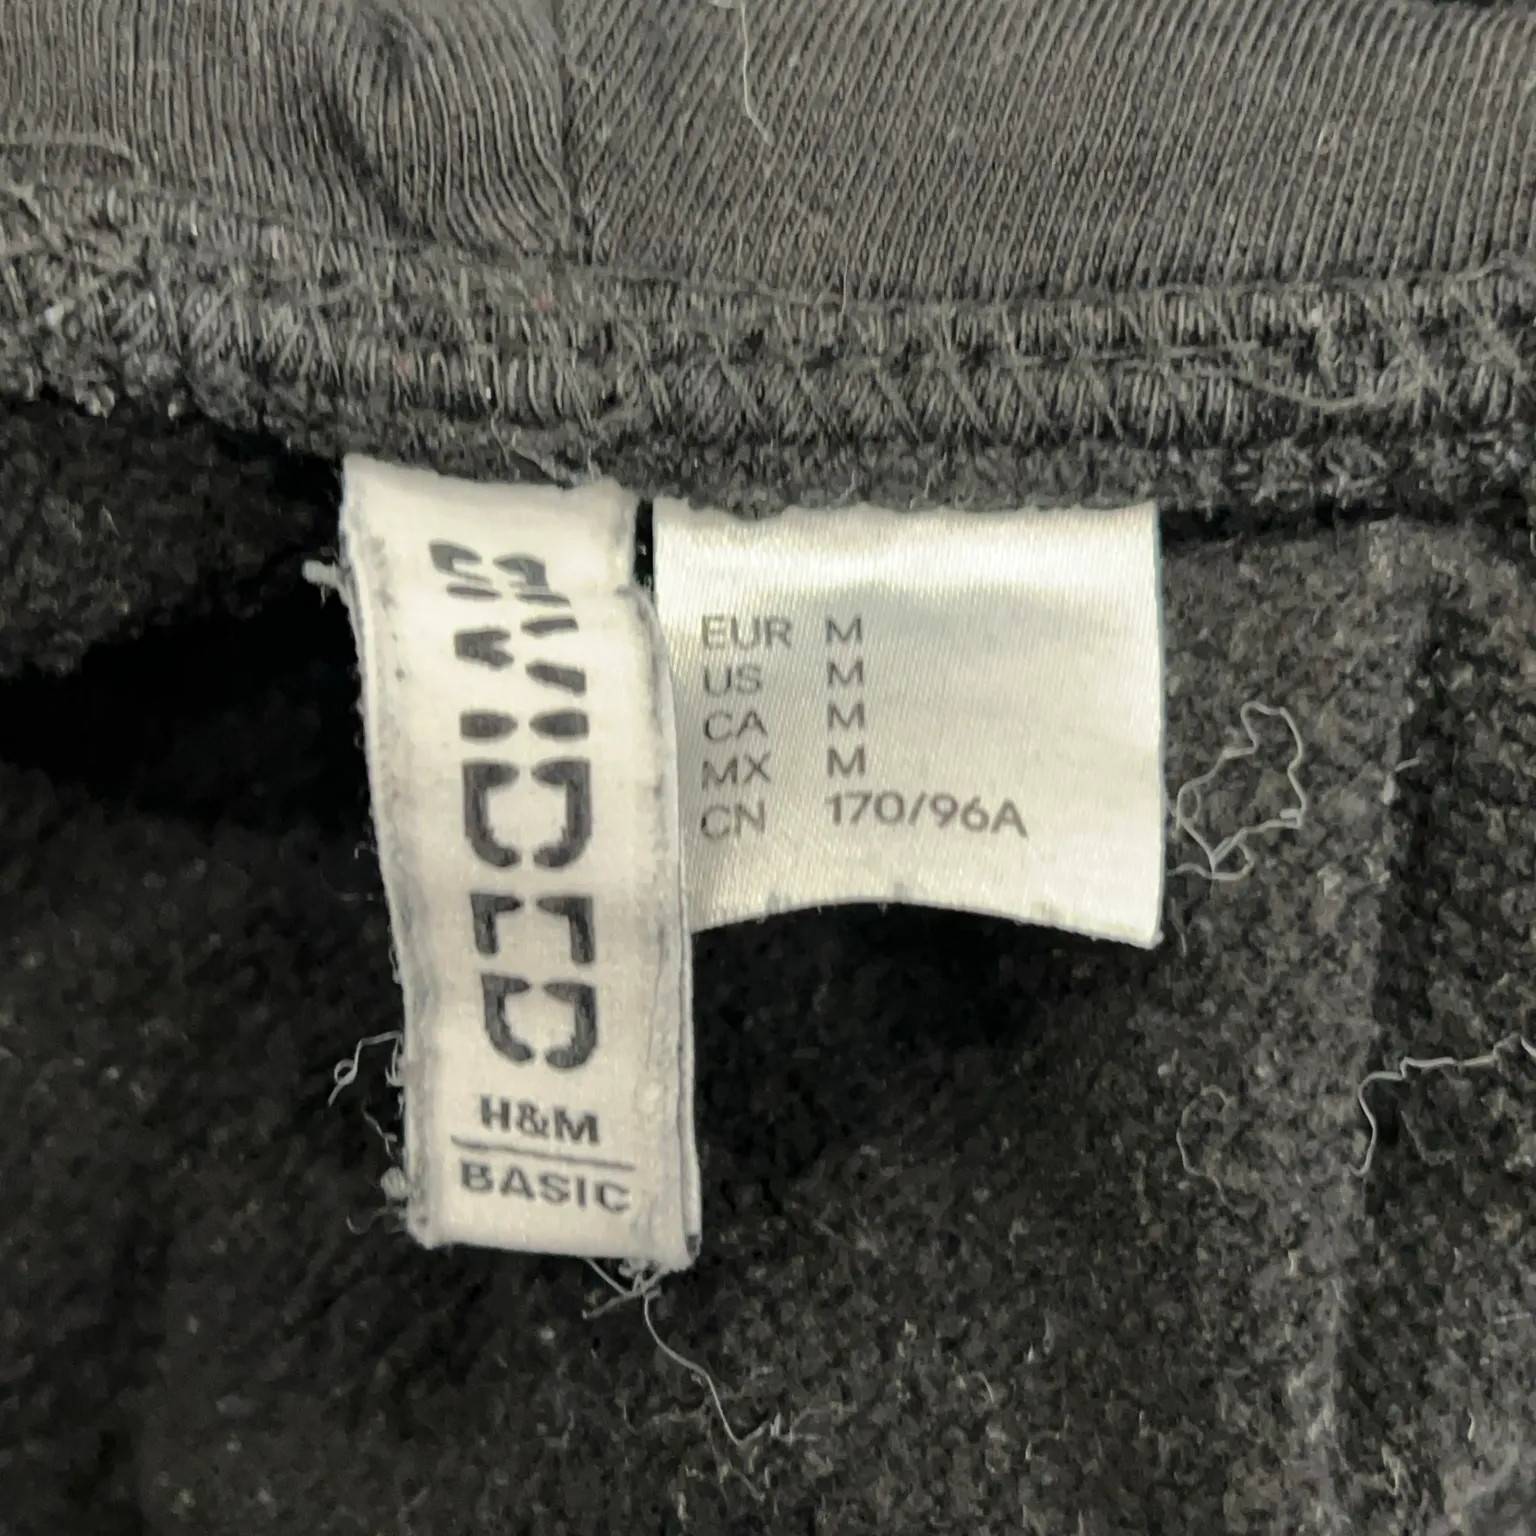 DIVIDED
H&M
BASIC
EUR M
US M
CA M
MX M
CN 170/96A